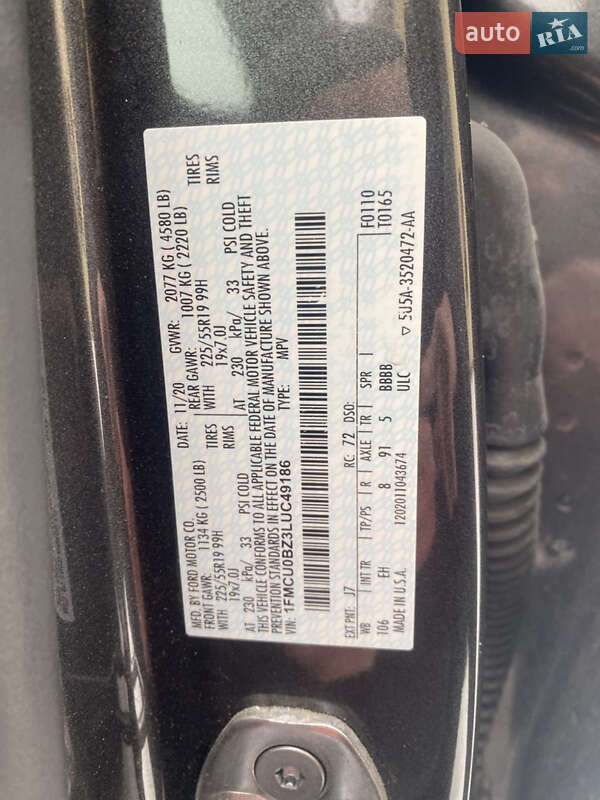 auto RIA .com
MFD. BY FORD MOTOR CO. DATE: 11/20 GVWR: 2077 KG ( 4580 LB)
FRONT GAWR: 1134 KG ( 2500 LB) REAR GAWR: 1007 KG ( 2220 LB)
WITH 225/55R19 99H TIRES WITH 225/55R19 99H TIRES
19x7.0J RIMS 19x7.0J RIMS
AT 230 kPa/ 33 PSI COLD AT 230 kPa/ 33 PSI COLD
THIS VEHICLE CONFORMS TO ALL APPLICABLE FEDERAL MOTOR VEHICLE SAFETY AND THEFT
PREVENTION STANDARDS IN EFFECT ON THE DATE OF MANUFACTURE SHOWN ABOVE.
VIN: 1FMCU0BZ3LUC49186 TYPE: MPV
F0110
T0165
EXT PNT: J7 RC: 72 DSO:
WB INT TR TP/PS R AXLE TR SPR
106 EH 8 91 5 BBBB
MADE IN U.S.A. 1202011043674 ULC
▽ 5U5A-3520472-AA